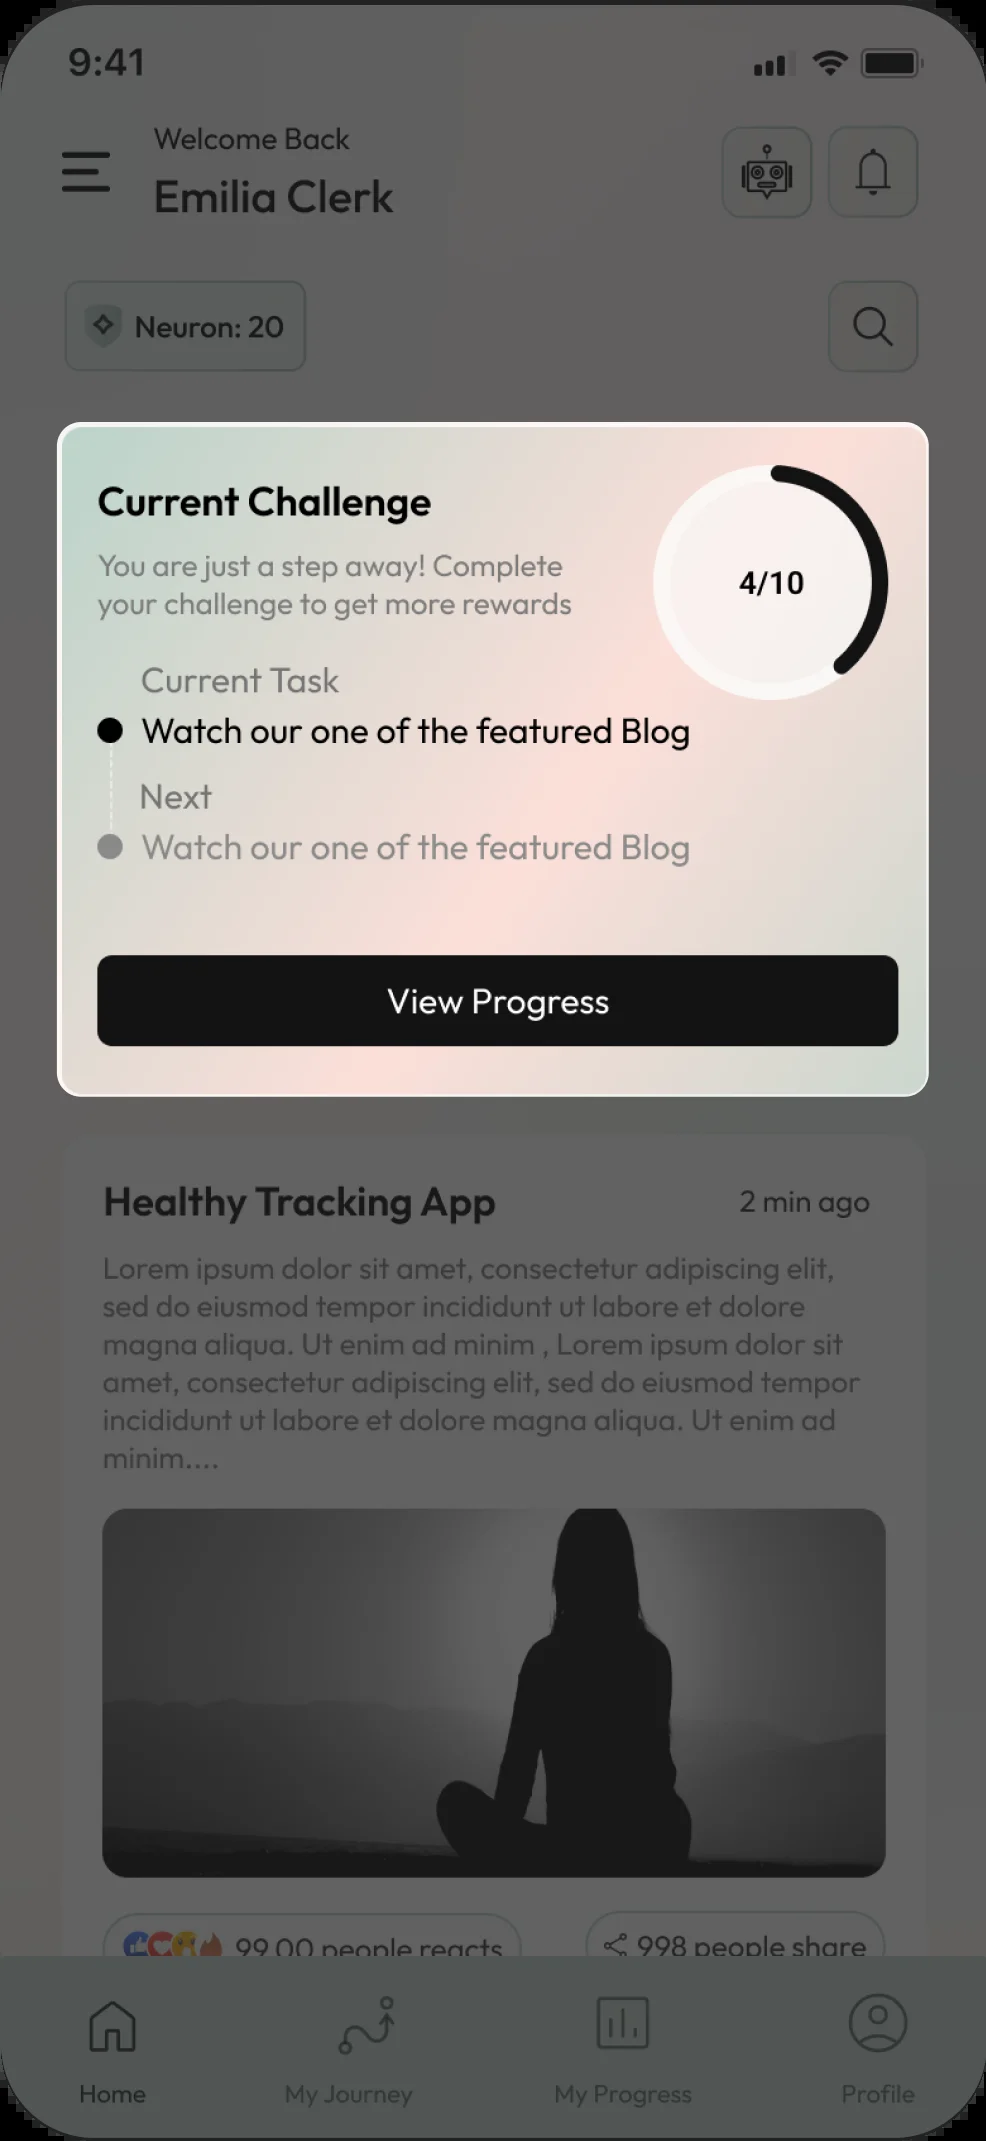 9:41
Welcome Back
Emilia Clerk
Neuron: 20
Current Challenge
You are just a step away! Complete
your challenge to get more rewards
4/10
Current Task
Watch our one of the featured Blog
Next
Watch our one of the featured Blog
View Progress
Healthy Tracking App
2 min ago
Lorem ipsum dolor sit amet, consectetur adipiscing elit,
sed do eiusmod tempor incididunt ut labore et dolore
magna aliqua. Ut enim ad minim , Lorem ipsum dolor sit
amet, consectetur adipiscing elit, sed do eiusmod tempor
incididunt ut labore et dolore magna aliqua. Ut enim ad
minim....
99,00 people reacts
998 people share
Home
My Journey
My Progress
Profile